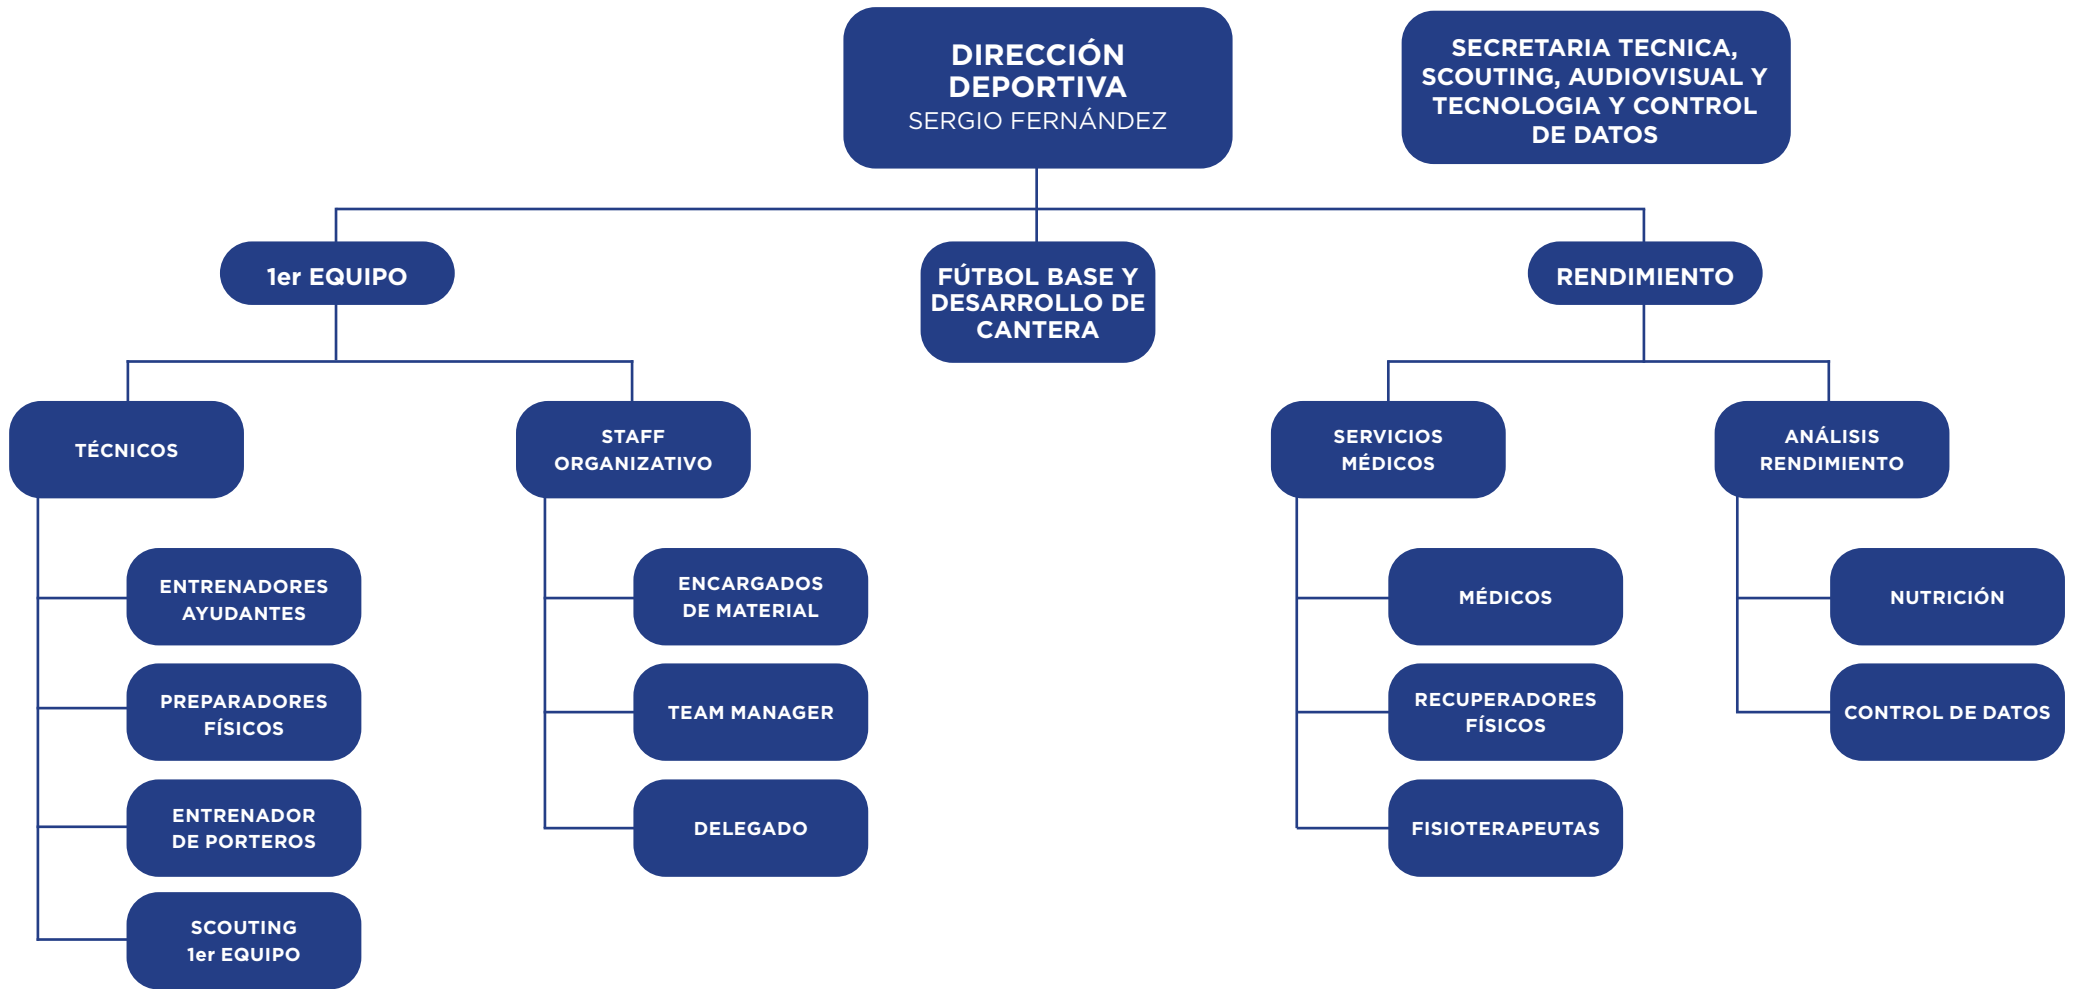 DIRECCIÓN
DEPORTIVA
SERGIO FERNÁNDEZ
SECRETARIA TECNICA,
SCOUTING, AUDIOVISUAL Y
TECNOLOGIA Y CONTROL
DE DATOS
1er EQUIPO
FÚTBOL BASE Y
DESARROLLO DE
CANTERA
RENDIMIENTO
TÉCNICOS
STAFF
ORGANIZATIVO
SERVICIOS
MÉDICOS
ANÁLISIS
RENDIMIENTO
ENTRENADORES
AYUDANTES
PREPARADORES
FÍSICOS
ENTRENADOR
DE PORTEROS
SCOUTING
1er EQUIPO
ENCARGADOS
DE MATERIAL
TEAM MANAGER
DELEGADO
MÉDICOS
RECUPERADORES
FÍSICOS
FISIOTERAPEUTAS
NUTRICIÓN
CONTROL DE DATOS